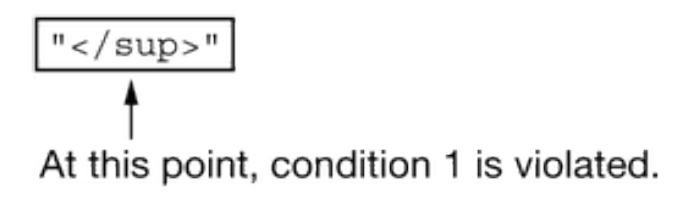 "</sup>"
At this point, condition 1 is violated.